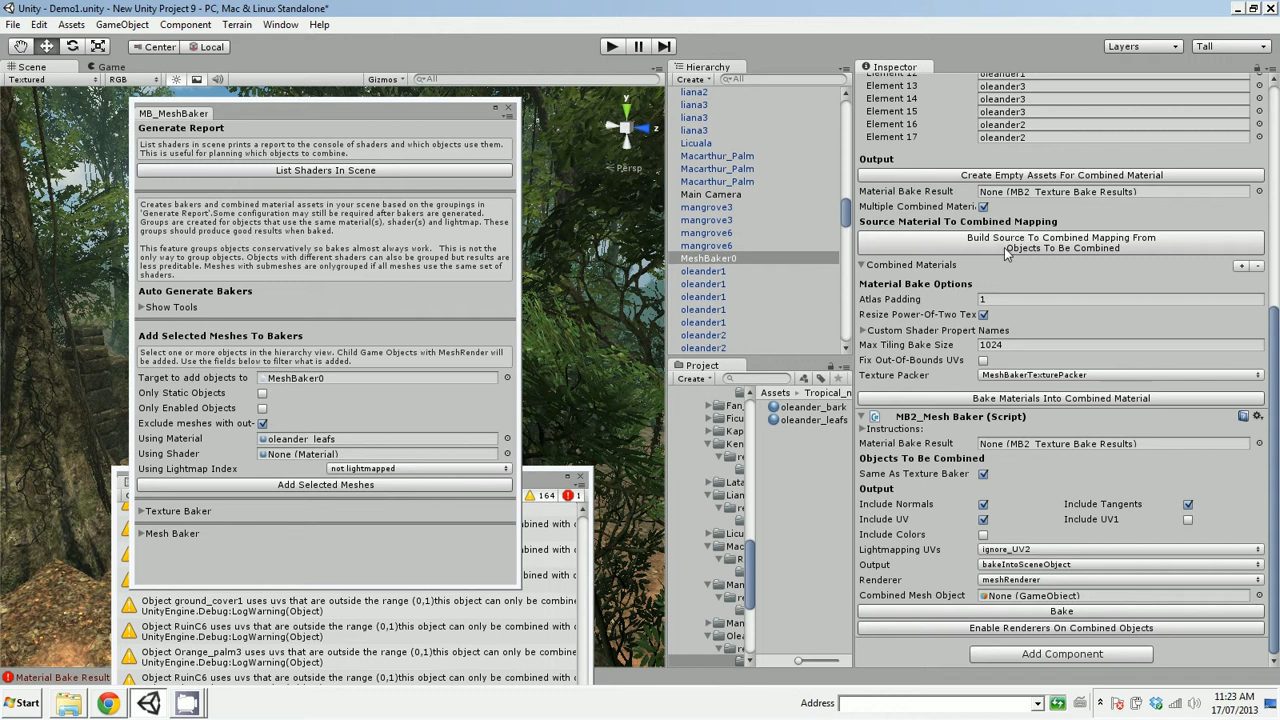 Unity - Demo1.unity - New Unity Project 9 - PC, Mac & Linux Standalone*
File Edit Assets GameObject Component Terrain Window Help
Center Local Layers Tall
Scene Game
Textured RGB Gizmos All
MB_MeshBaker
Generate Report
List shaders in scene prints a report to the console of shaders and which objects use them.
This is useful for planning which objects to combine.
List Shaders In Scene
Creates bakers and combined material assets in your scene based on the groupings in
'Generate Report'.Some configuration may still be required after bakers are generated.
Groups are created for objects that use the same material(s), shader(s) and lightmap. These
groups should produce good results when baked.
This feature groups objects conservatively so bakes almost always work. This is not the
only way to group objects. Objects with different shaders can also be grouped but results are
less preditable. Meshes with submeshes are onlygrouped if all meshes use the same set of
shaders.
Auto Generate Bakers
Show Tools
Add Selected Meshes To Bakers
Select one or more objects in the hierarchy view. Child Game Objects with MeshRender will
be added. Use the fields below to filter what is added.
Target to add objects to MeshBaker0
Only Static Objects
Only Enabled Objects
Exclude meshes with out-
Using Material oleander_leafs
Using Shader None (Material)
Using Lightmap Index not lightmapped
Add Selected Meshes
Texture Baker
Mesh Baker
164 1
Object ground_cover1 uses uvs that are outside the range (0,1)this object can only be combine
UnityEngine.Debug:LogWarning(Object)
Object RuinC6 uses uvs that are outside the range (0,1)this object can only be combined with c
UnityEngine.Debug:LogWarning(Object)
Object Orange_palm3 uses uvs that are outside the range (0,1)this object can only be combined
UnityEngine.Debug:LogWarning(Object)
Object RuinC6 uses uvs that are outside the range (0,1)this object can only be combined with c
Material Bake Result
y
z
Persp
Hierarchy
Create All
liana2
liana3
liana3
liana3
Licuala
Macarthur_Palm
Macarthur_Palm
Macarthur_Palm
Main Camera
mangrove3
mangrove3
mangrove6
mangrove6
MeshBaker0
oleander1
oleander1
oleander1
oleander1
oleander1
oleander2
oleander2
Project
Create
Assets Tropical_n
oleander_bark
oleander_leafs
Fan_
Ficu
Kap
Ken
re
Lata
Lian
re
Licu
Mac
R
Man
re
Man
Olea
re
Inspector
Element 12 oleander1
Element 13 oleander3
Element 14 oleander3
Element 15 oleander3
Element 16 oleander2
Element 17 oleander2
Output
Create Empty Assets For Combined Material
Material Bake Result None (MB2_Texture Bake Results)
Multiple Combined Materi
Source Material To Combined Mapping
Build Source To Combined Mapping From
Objects To Be Combined
Combined Materials + -
Material Bake Options
Atlas Padding 1
Resize Power-Of-Two Tex
Custom Shader Propert Names
Max Tiling Bake Size 1024
Fix Out-Of-Bounds UVs
Texture Packer MeshBakerTexturePacker
Bake Materials Into Combined Material
MB2_Mesh Baker (Script)
Instructions:
Material Bake Result None (MB2_Texture Bake Results)
Objects To Be Combined
Same As Texture Baker
Output
Include Normals Include Tangents
Include UV Include UV1
Include Colors
Lightmapping UVs ignore_UV2
Output bakeIntoSceneObject
Renderer meshRenderer
Combined Mesh Object None (GameObject)
Bake
Enable Renderers On Combined Objects
Add Component
Start Address 11:23 AM
17/07/2013